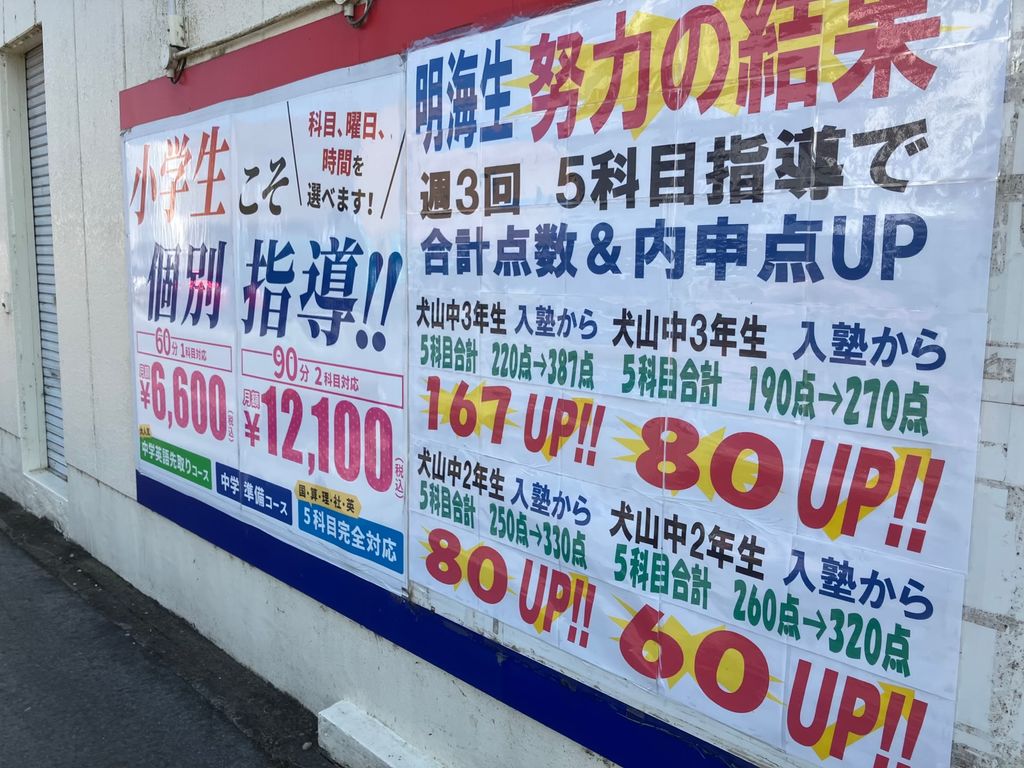 小学生こそ
科目、曜日、
時間を
選べます!
個別指導!!
60分 1科目対応
月額
¥6,600(税込)
90分 2科目対応
月額
¥12,100(税込)
大人気
中学英語先取りコース
中学準備コース
国・算・理・社・英
5科目完全対応
明海生 努力の結果
週3回 5科目指導で
合計点数&内申点UP
犬山中3年生 入塾から
5科目合計 220点→387点
167UP!!
犬山中3年生 入塾から
5科目合計 190点→270点
80UP!!
犬山中2年生 入塾から
5科目合計 250点→330点
80UP!!
犬山中2年生 入塾から
5科目合計 260点→320点
60UP!!